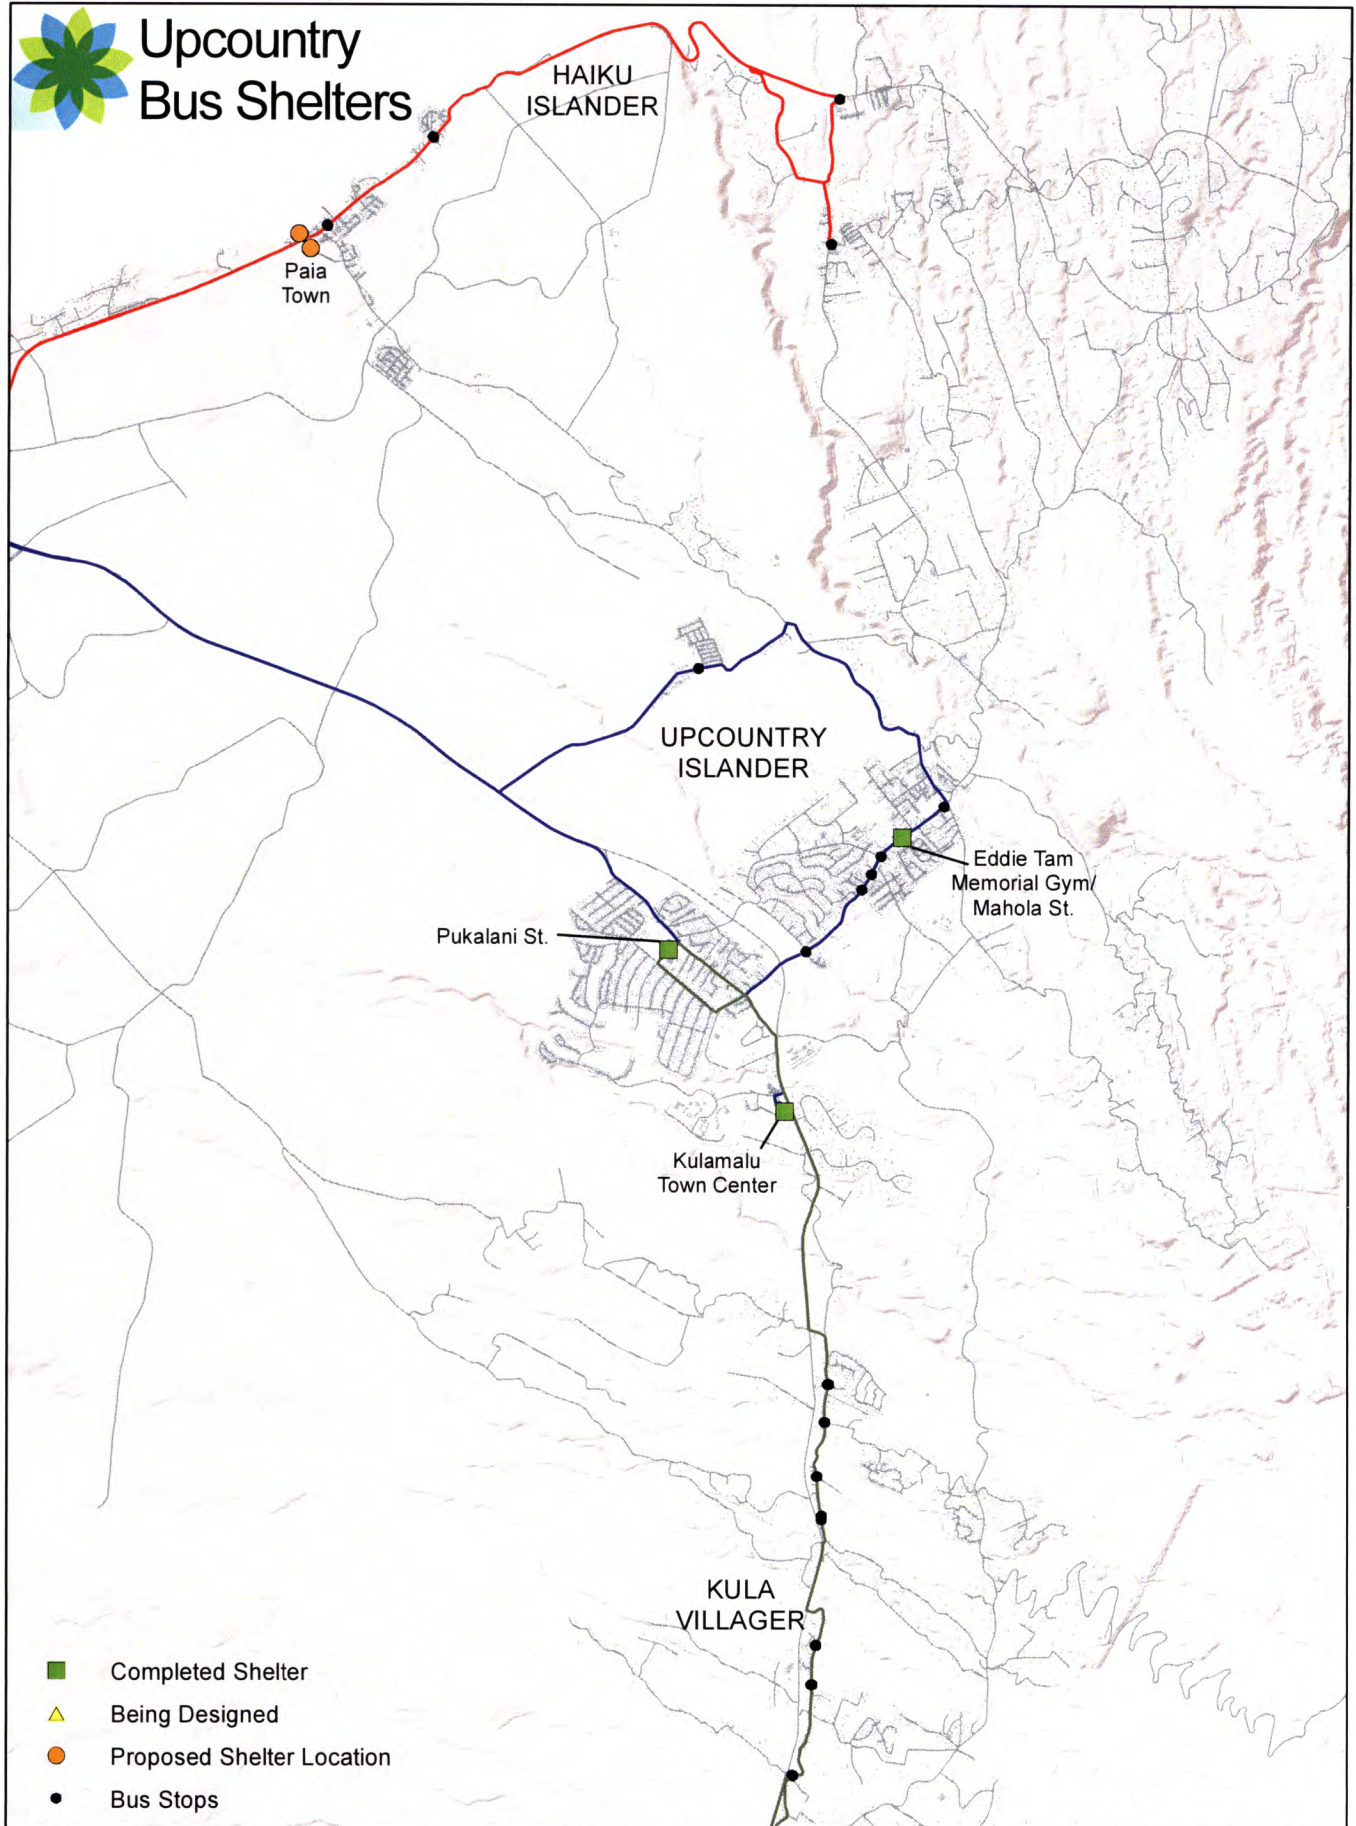 Upcountry
Bus Shelters
HAIKU
ISLANDER
Paia
Town
UPCOUNTRY
ISLANDER
Eddie Tam
Memorial Gym/
Mahola St.
Pukalani St.
Kulamalu
Town Center
KULA
VILLAGER
Completed Shelter
Being Designed
Proposed Shelter Location
Bus Stops